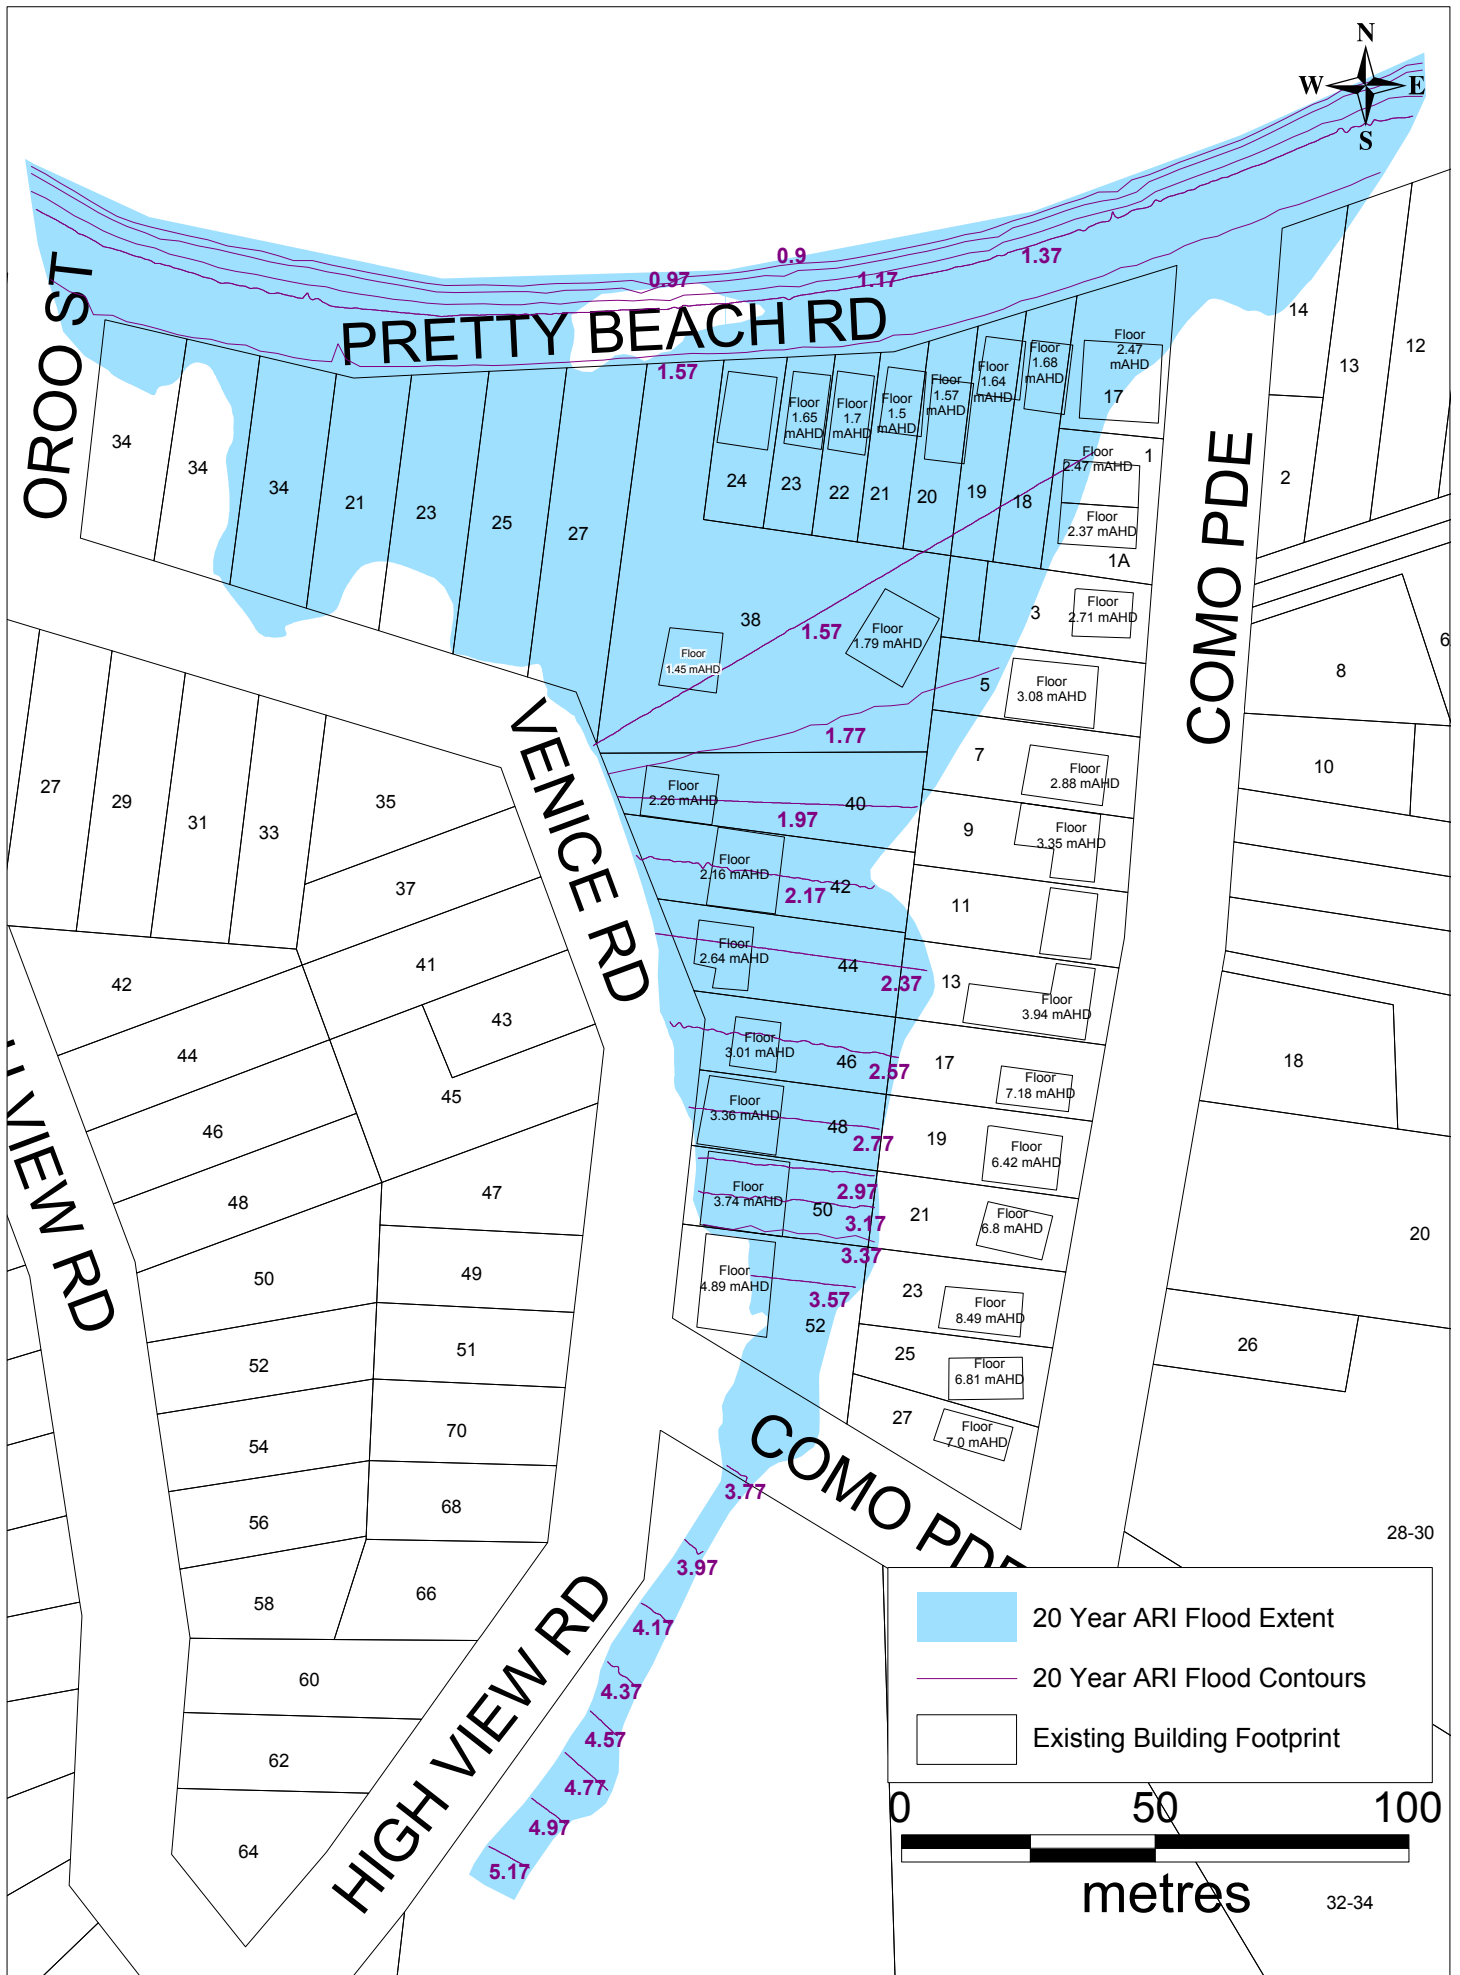 N
W E
S
0.9
0.97
1.17
1.37
OROO ST
PRETTY BEACH RD
1.57
14
13
12
2
34
34
34
21
23
25
27
24
23
22
21
20
19
18
17
Floor
1.65
mAHD
Floor
1.7
mAHD
Floor
1.5
mAHD
Floor
1.57
mAHD
Floor
1.64
mAHD
Floor
1.68
mAHD
Floor
2.47
mAHD
1
Floor
2.47 mAHD
Floor
2.37 mAHD
1A
COMO PDE
3
Floor
2.71 mAHD
38
1.57
Floor
1.79 mAHD
Floor
1.45 mAHD
5
Floor
3.08 mAHD
8
6
1.77
7
Floor
2.88 mAHD
10
VENICE RD
Floor
2.26 mAHD
40
1.97
9
Floor
3.35 mAHD
27
29
31
33
35
37
Floor
2.16 mAHD
2.17
42
11
41
42
43
Floor
2.64 mAHD
44
2.37
13
Floor
3.94 mAHD
44
45
Floor
3.01 mAHD
46
2.57
17
Floor
7.18 mAHD
18
46
Floor
3.36 mAHD
48
2.77
19
Floor
6.42 mAHD
48
47
Floor
3.74 mAHD
2.97
50
3.17
21
Floor
6.8 mAHD
20
VIEW RD
50
49
3.37
Floor
4.89 mAHD
3.57
52
23
Floor
8.49 mAHD
52
51
25
Floor
6.81 mAHD
26
54
70
27
Floor
7.0 mAHD
COMO PDE
3.77
56
68
28-30
3.97
58
66
4.17
HIGH VIEW RD
60
4.37
4.57
62
4.77
4.97
64
5.17
20 Year ARI Flood Extent
20 Year ARI Flood Contours
Existing Building Footprint
0 50 100
metres
32-34